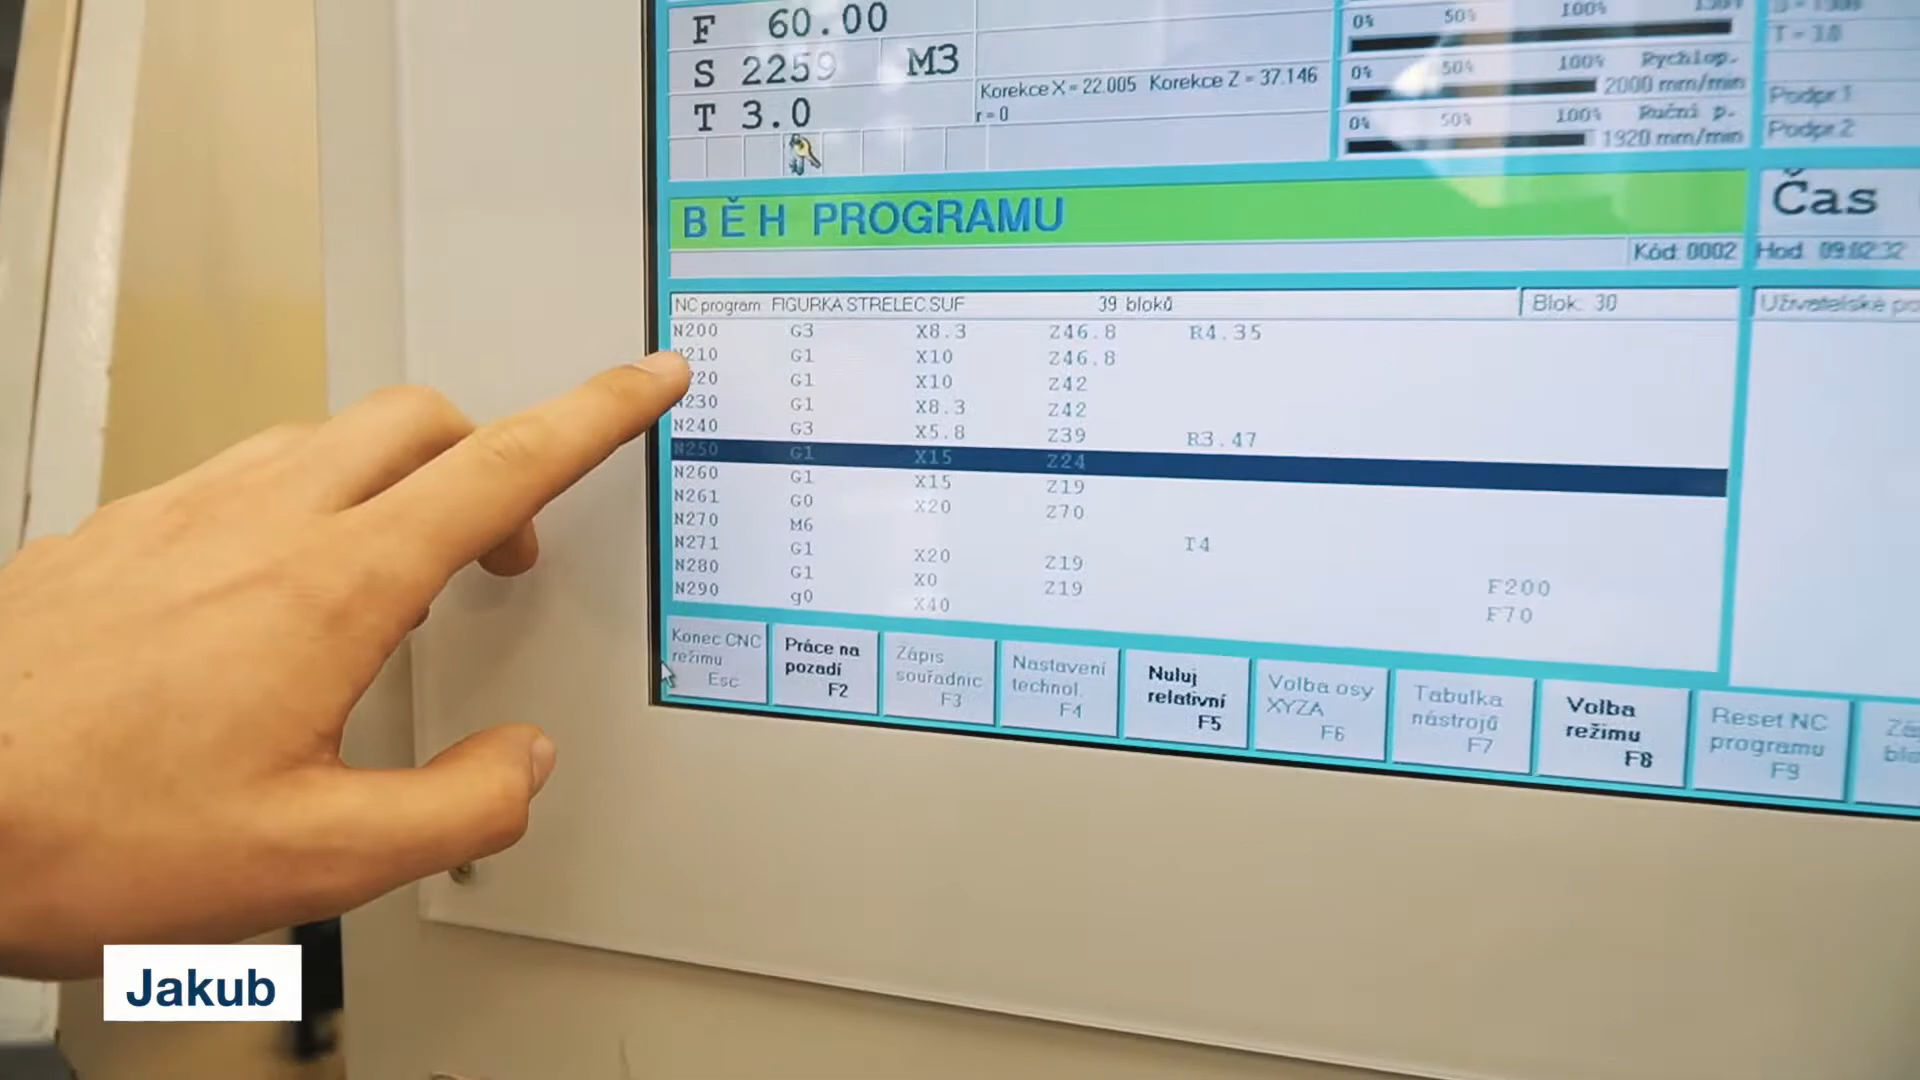 F 60.00
S 2259 M3
T 3.0
Korekce X = 22.005 Korekce Z = 37.146
r = 0
0% 50% 100% 150%
0% 50% 100% Rychlop.
2000 mm/min
0% 50% 100% Ruční p.
1920 mm/min
T = 3.0
Podpr.1
Podpr.2
BĚH PROGRAMU
Čas
Kód: 0002
Hod. 09:02:32
NC program: FIGURKA STRELEC.SUF 39 bloků
Blok: 30
Uživatelské
N200 G3 X8.3 Z46.8 R4.35
N210 G1 X10 Z46.8
220 G1 X10 Z42
N230 G1 X8.3 Z42
N240 G3 X5.8 Z39 R3.47
N250 G1 X15 Z24
N260 G1 X15 Z19
N261 G0 X20 Z70
N270 M6 T4
N271 G1 X20 Z19 F200
N280 G1 X0 Z19 F70
N290 g0 X40
Konec CNC režimu Esc
Práce na pozadí F2
Zápis souřadnic F3
Nastavení technol. F4
Nuluj relativní F5
Volba osy XYZA F6
Tabulka nástrojů F7
Volba režimu F8
Reset NC programu F9
Jakub